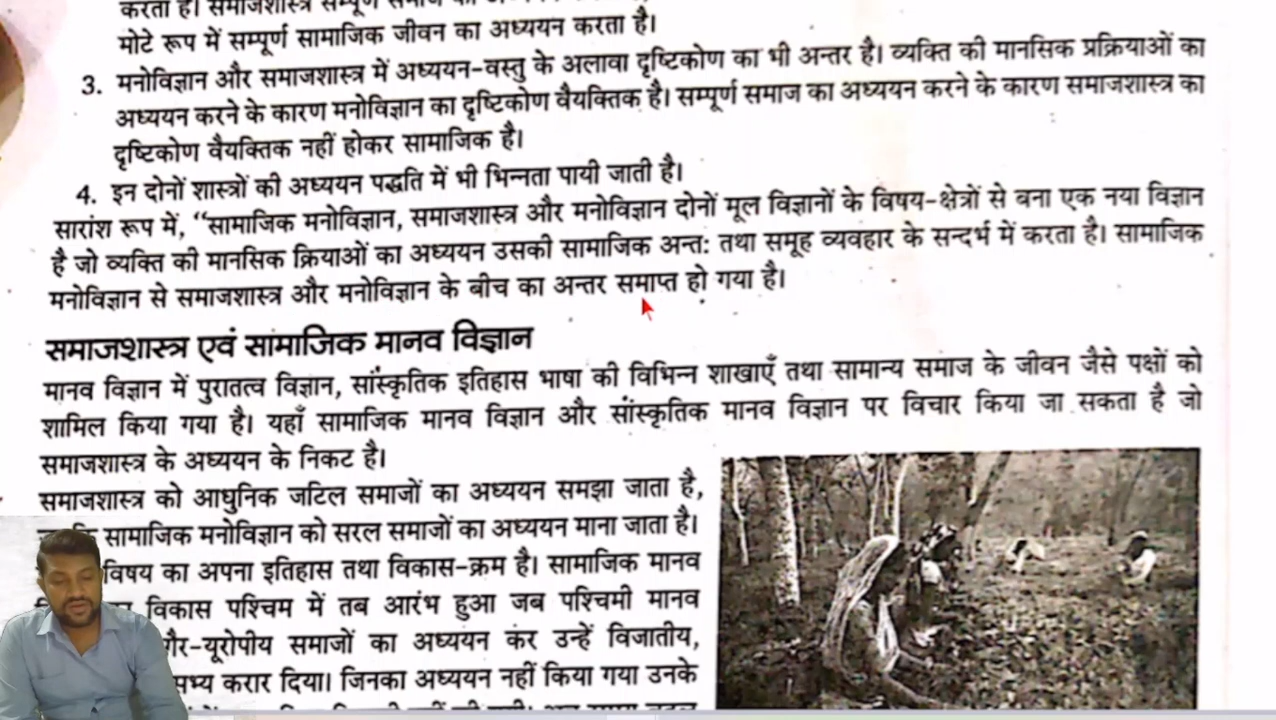 करता है। समाजशास्त्र सम्पूर्ण समाज का अध्ययन
मोटे रूप में सम्पूर्ण सामाजिक जीवन का अध्ययन करता है।
3. मनोविज्ञान और समाजशास्त्र में अध्ययन-वस्तु के अलावा दृष्टिकोण का भी अन्तर है। व्यक्ति की मानसिक प्रक्रियाओं का
अध्ययन करने के कारण मनोविज्ञान का दृष्टिकोण वैयक्तिक है। सम्पूर्ण समाज का अध्ययन करने के कारण समाजशास्त्र का
दृष्टिकोण वैयक्तिक नहीं होकर सामाजिक है।
4. इन दोनों शास्त्रों की अध्ययन पद्धति में भी भिन्नता पायी जाती है।
सारांश रूप में, “सामाजिक मनोविज्ञान, समाजशास्त्र और मनोविज्ञान दोनों मूल विज्ञानों के विषय-क्षेत्रों से बना एक नया विज्ञान
है जो व्यक्ति की मानसिक क्रियाओं का अध्ययन उसकी सामाजिक अन्त: तथा समूह व्यवहार के सन्दर्भ में करता है। सामाजिक
मनोविज्ञान से समाजशास्त्र और मनोविज्ञान के बीच का अन्तर समाप्त हो गया है।
समाजशास्त्र एवं सामाजिक मानव विज्ञान
मानव विज्ञान में पुरातत्व विज्ञान, सांस्कृतिक इतिहास भाषा की विभिन्न शाखाएँ तथा सामान्य समाज के जीवन जैसे पक्षों को
शामिल किया गया है। यहाँ सामाजिक मानव विज्ञान और सांस्कृतिक मानव विज्ञान पर विचार किया जा सकता है जो
समाजशास्त्र के अध्ययन के निकट है।
समाजशास्त्र को आधुनिक जटिल समाजों का अध्ययन समझा जाता है,
सामाजिक मनोविज्ञान को सरल समाजों का अध्ययन माना जाता है।
विषय का अपना इतिहास तथा विकास-क्रम है। सामाजिक मानव
विकास पश्चिम में तब आरंभ हुआ जब पश्चिमी मानव
गैर-यूरोपीय समाजों का अध्ययन कर उन्हें विजातीय,
करार दिया। जिनका अध्ययन नहीं किया गया उनके